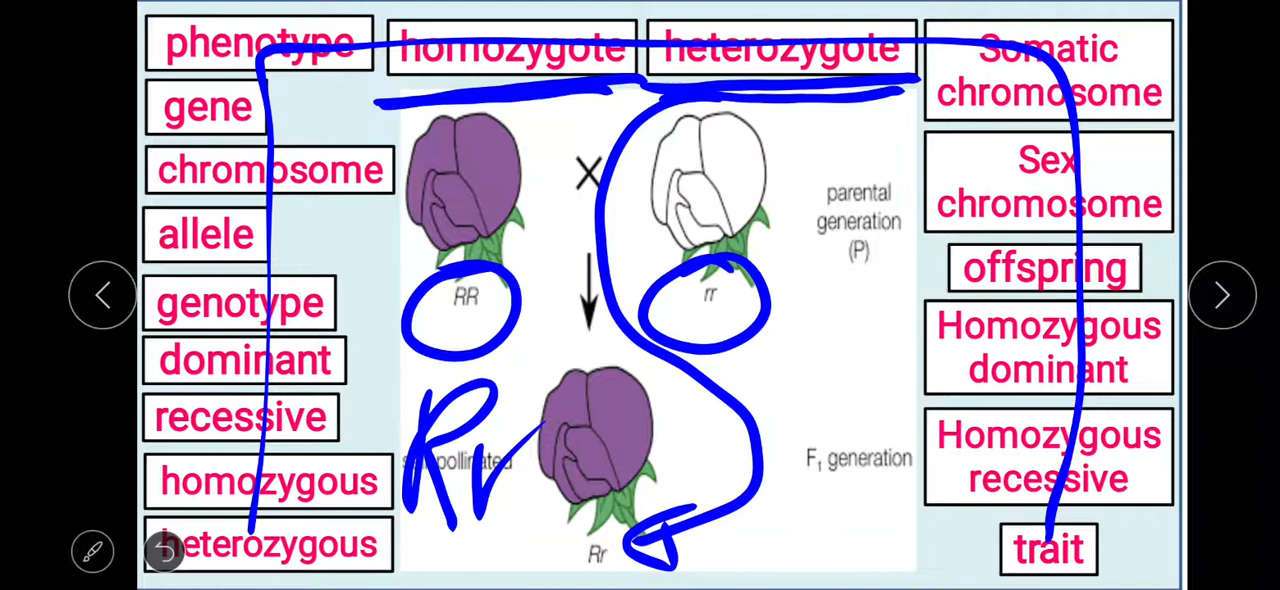 phenotype
homozygote
heterozygote
Somatic
chromosome
gene
chromosome
Sex
chromosome
allele
X
parental
generation
(P)
offspring
genotype
RR
rr
Homozygous
dominant
dominant
recessive
Rr
pollinated
F₁ generation
Homozygous
recessive
homozygous
heterozygous
Rr
trait